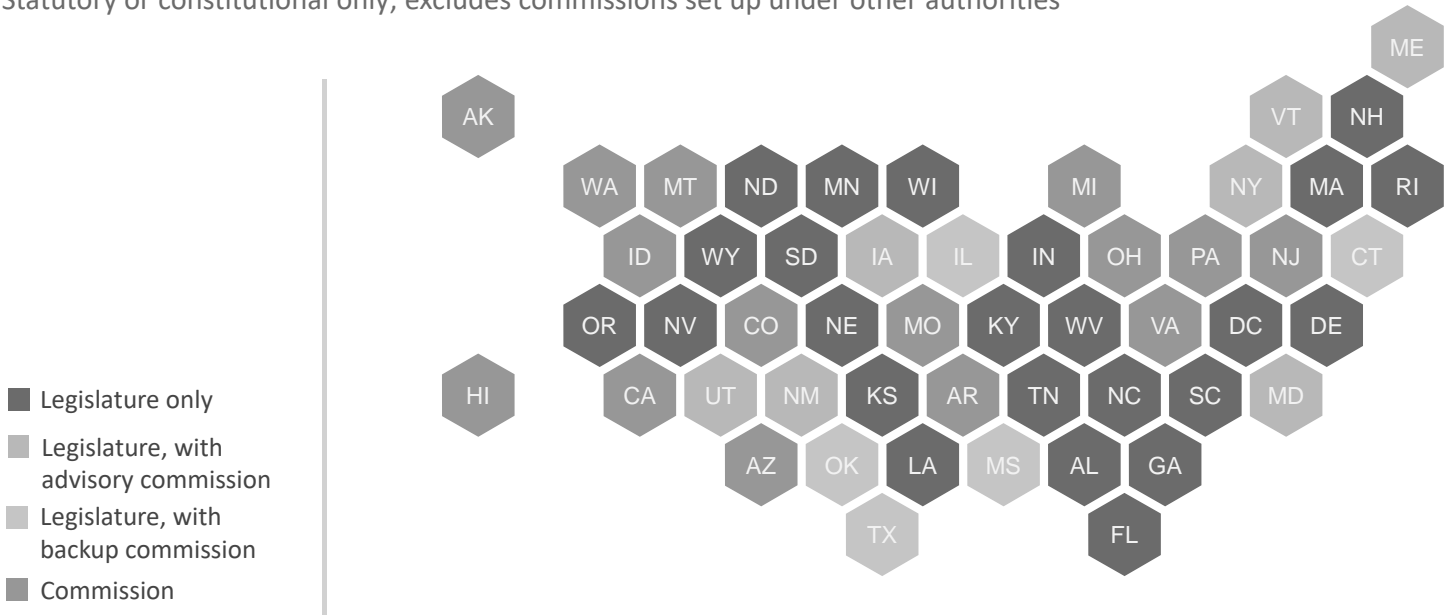 Statutory or constitutional only; excludes commissions set up under other authorities
ME
AK
VT NH
WA MT ND MN WI MI NY MA RI
ID WY SD IA IL IN OH PA NJ CT
OR NV CO NE MO KY WV VA DC DE
HI CA UT NM KS AR TN NC SC MD
AZ OK LA MS AL GA
TX FL
Legislature only
Legislature, with
advisory commission
Legislature, with
backup commission
Commission